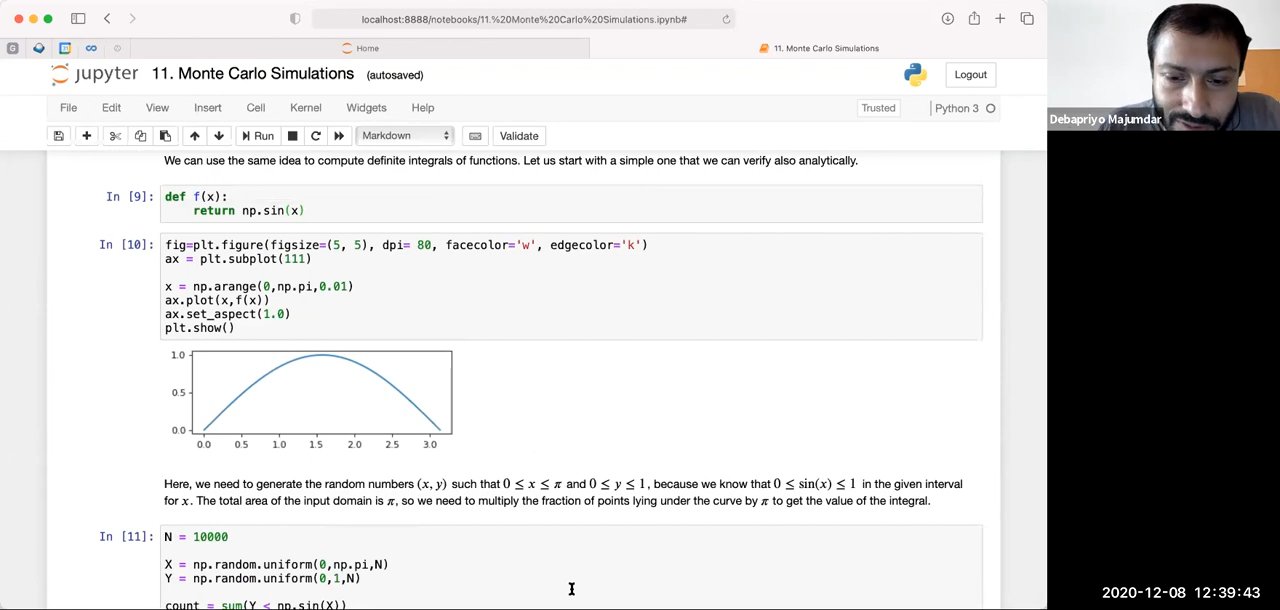 localhost:8888/notebooks/11.%20Monte%20Carlo%20Simulations.ipynb#
G
Home
11. Monte Carlo Simulations
jupyter 11. Monte Carlo Simulations (autosaved)
Logout
File Edit View Insert Cell Kernel Widgets Help
Trusted Python 3
Run Markdown Validate
We can use the same idea to compute definite integrals of functions. Let us start with a simple one that we can verify also analytically.
In [9]: def f(x):
return np.sin(x)
In [10]: fig=plt.figure(figsize=(5, 5), dpi= 80, facecolor='w', edgecolor='k')
ax = plt.subplot(111)
x = np.arange(0,np.pi,0.01)
ax.plot(x,f(x))
ax.set_aspect(1.0)
plt.show()
1.0
0.5
0.0
0.0 0.5 1.0 1.5 2.0 2.5 3.0
Here, we need to generate the random numbers (x, y) such that 0 ≤ x ≤ π and 0 ≤ y ≤ 1, because we know that 0 ≤ sin(x) ≤ 1 in the given interval
for x. The total area of the input domain is π, so we need to multiply the fraction of points lying under the curve by π to get the value of the integral.
In [11]: N = 10000
X = np.random.uniform(0,np.pi,N)
Y = np.random.uniform(0,1,N)
count = sum(Y < np.sin(X))
Debapriyo Majumdar
2020-12-08 12:39:43